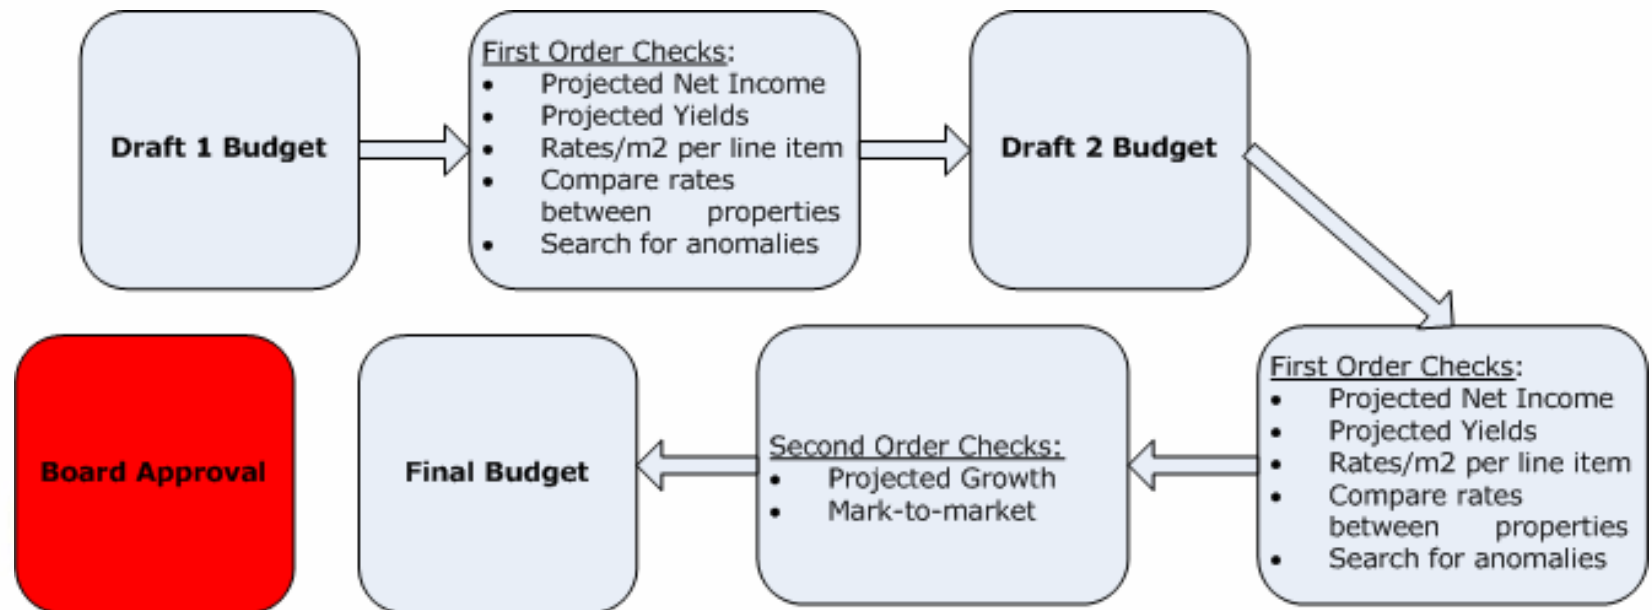 Draft 1 Budget
First Order Checks:
• Projected Net Income
• Projected Yields
• Rates/m2 per line item
• Compare rates
between properties
• Search for anomalies
Draft 2 Budget
First Order Checks:
• Projected Net Income
• Projected Yields
• Rates/m2 per line item
• Compare rates
between properties
• Search for anomalies
Second Order Checks:
• Projected Growth
• Mark-to-market
Final Budget
Board Approval